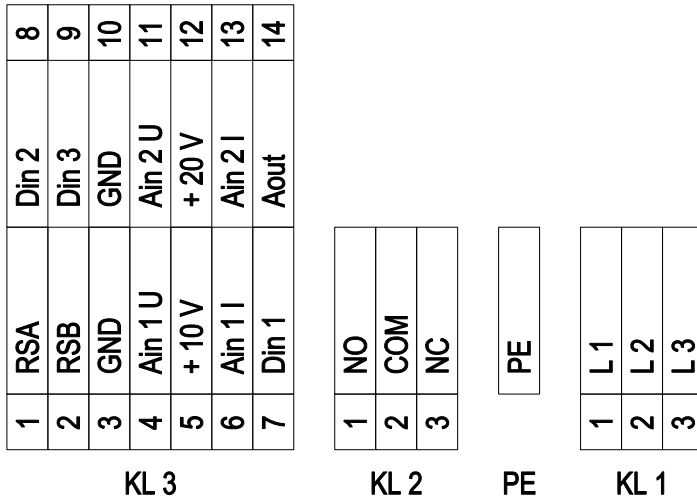 8 9 10 11 12 13 14
Din 2 Din 3 GND Ain 2 U + 20 V Ain 2 I Aout
RSA RSB GND Ain 1 U + 10 V Ain 1 I Din 1
1 2 3 4 5 6 7
KL 3
NO COM NC
1 2 3
KL 2
PE
PE
L 1 L 2 L 3
1 2 3
KL 1